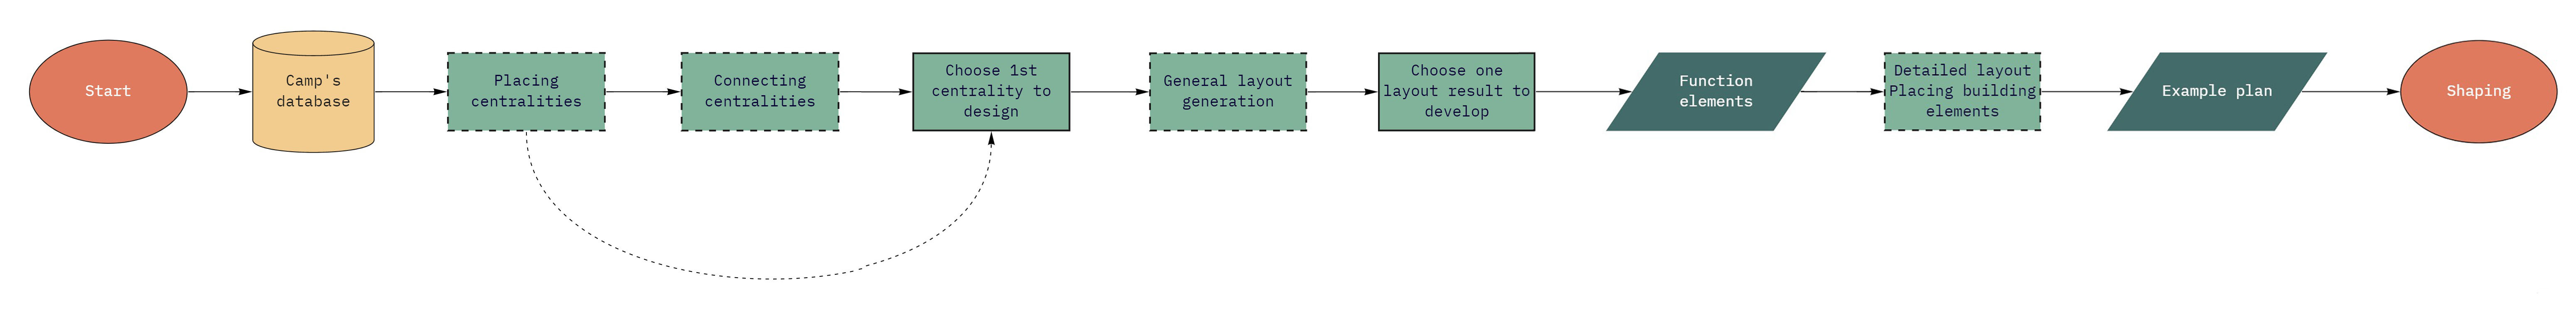 Start
Camp's
database
Placing
centralities
Connecting
centralities
Choose 1st
centrality to
design
General layout
generation
Choose one
layout result to
develop
Function
elements
Detailed layout
Placing building
elements
Example plan
Shaping